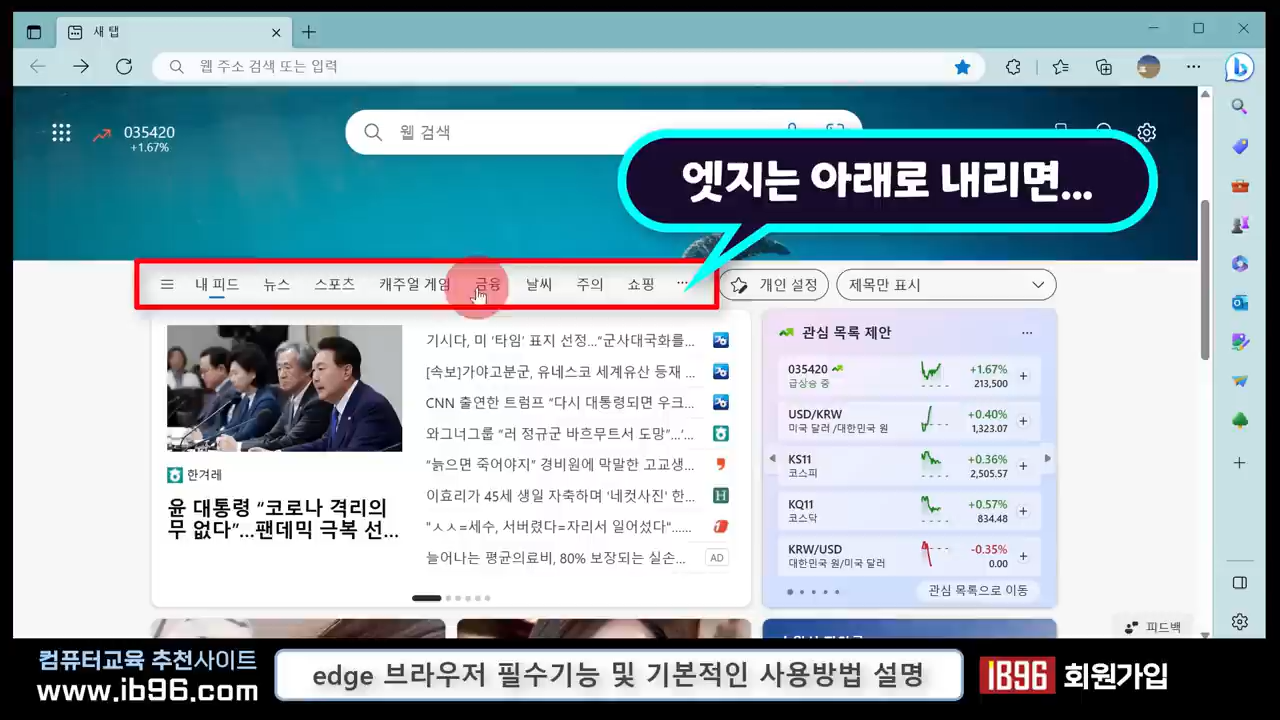 새 탭
웹 주소 검색 또는 입력
035420
+1.67%
웹 검색
엣지는 아래로 내리면...
내 피드
뉴스
스포츠
캐주얼 게임
금융
날씨
주의
쇼핑
개인 설정
제목만 표시
기시다, 미 '타임' 표지 선정..."군사대국화를...
[속보]가야고분군, 유네스코 세계유산 등재 ...
CNN 출연한 트럼프 "다시 대통령되면 우크...
와그너그룹 "러 정규군 바흐무트서 도망"...'...
"늙으면 죽어야지" 경비원에 막말한 고교생...
이효리가 45세 생일 자축하며 '네컷사진' 한...
"ㅅㅅ=세수, 서버렸다=자리서 일어섰다"......
늘어나는 평균의료비, 80% 보장되는 실손...
AD
한겨레
윤 대통령 "코로나 격리의
무 없다"...팬데믹 극복 선...
관심 목록 제안
035420
급상승 중
+1.67%
213,500
USD/KRW
미국 달러/대한민국 원
+0.40%
1,323.07
KS11
코스피
+0.36%
2,505.57
KQ11
코스닥
+0.57%
834.48
KRW/USD
대한민국 원/미국 달러
-0.35%
0.00
관심 목록으로 이동
피드백
컴퓨터교육 추천사이트
www.ib96.com
edge 브라우저 필수기능 및 기본적인 사용방법 설명
IB96 회원가입